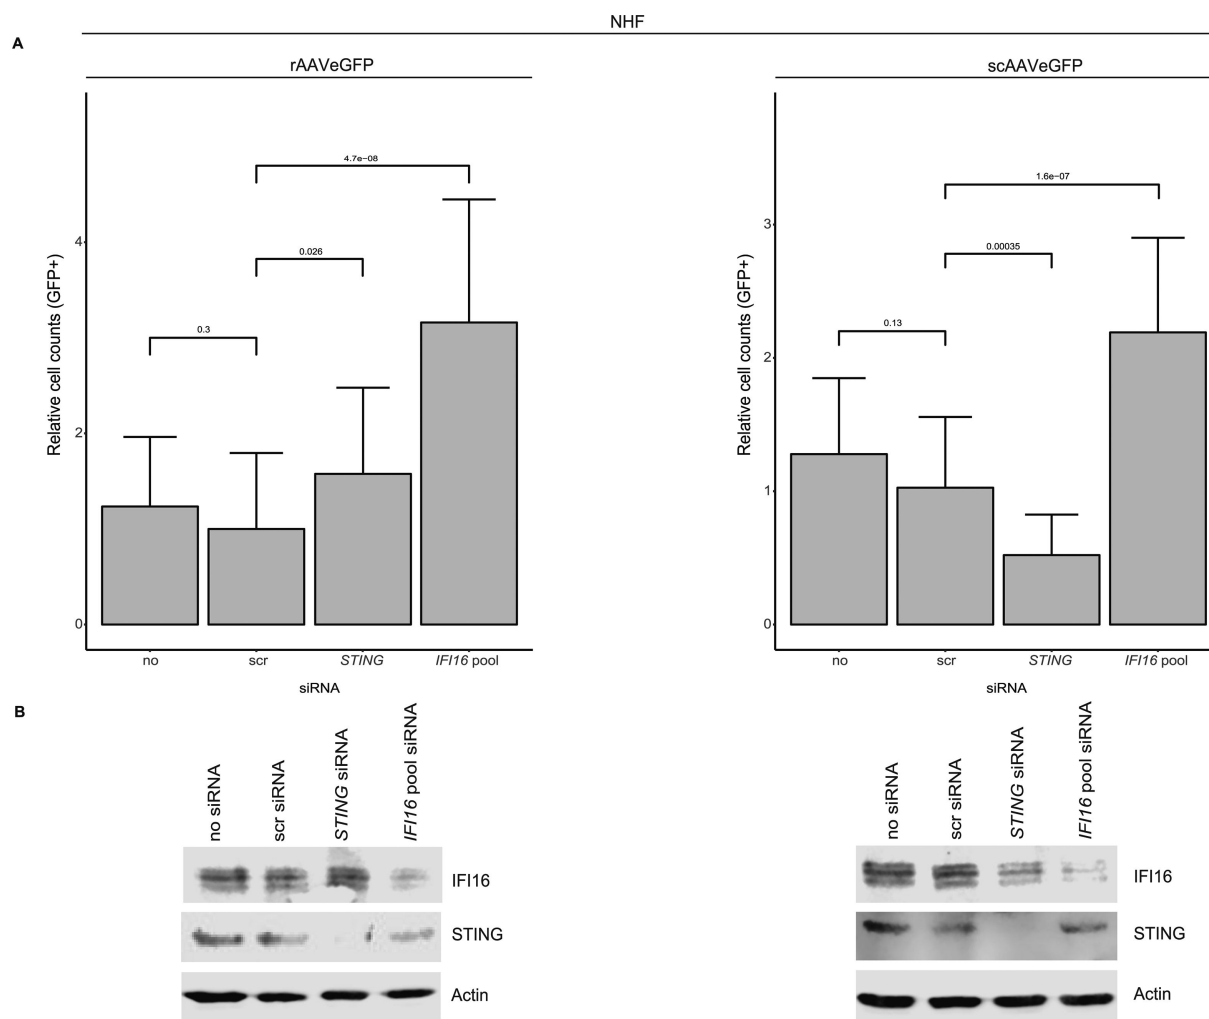 NHF
A
rAAVeGFP
scAAVeGFP
Relative cell counts (GFP+)
4
2
0
4.7e−08
0.026
0.3
no scr STING IFI16 pool
siRNA
Relative cell counts (GFP+)
3
2
1
0
1.6e−07
0.00035
0.13
no scr STING IFI16 pool
siRNA
B
no siRNA
scr siRNA
STING siRNA
IFI16 pool siRNA
IFI16
STING
Actin
no siRNA
scr siRNA
STING siRNA
IFI16 pool siRNA
IFI16
STING
Actin